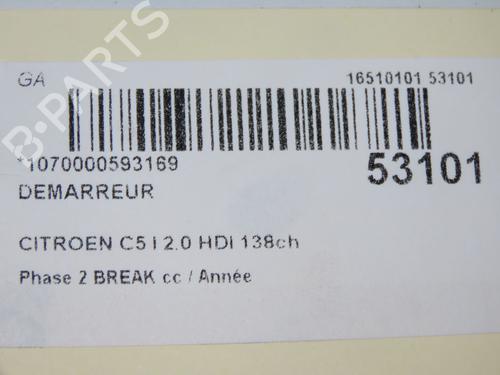 GA 16510101 53101
*1070000593169 53101
DEMARREUR
CITROEN C5 I 2.0 HDI 138ch
Phase 2 BREAK cc / Année
B-PARTS